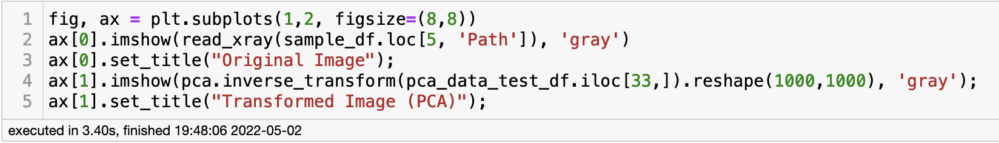 1 fig, ax = plt.subplots(1,2, figsize=(8,8))
2 ax[0].imshow(read_xray(sample_df.loc[5, 'Path']), 'gray')
3 ax[0].set_title("Original Image");
4 ax[1].imshow(pca.inverse_transform(pca_data_test_df.iloc[33,]).reshape(1000,1000), 'gray');
5 ax[1].set_title("Transformed Image (PCA)");
executed in 3.40s, finished 19:48:06 2022-05-02